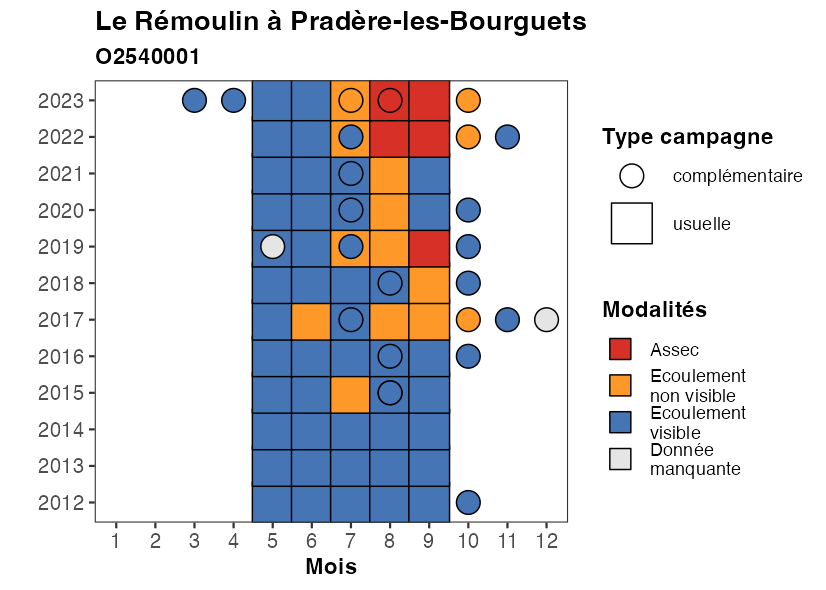 Le Rémoulin à Pradère-les-Bourguets
O2540001
2023
2022
2021
2020
2019
2018
2017
2016
2015
2014
2013
2012
1 2 3 4 5 6 7 8 9 10 11 12
Mois
Type campagne
complémentaire
usuelle
Modalités
Assec
Ecoulement
non visible
Ecoulement
visible
Donnée
manquante